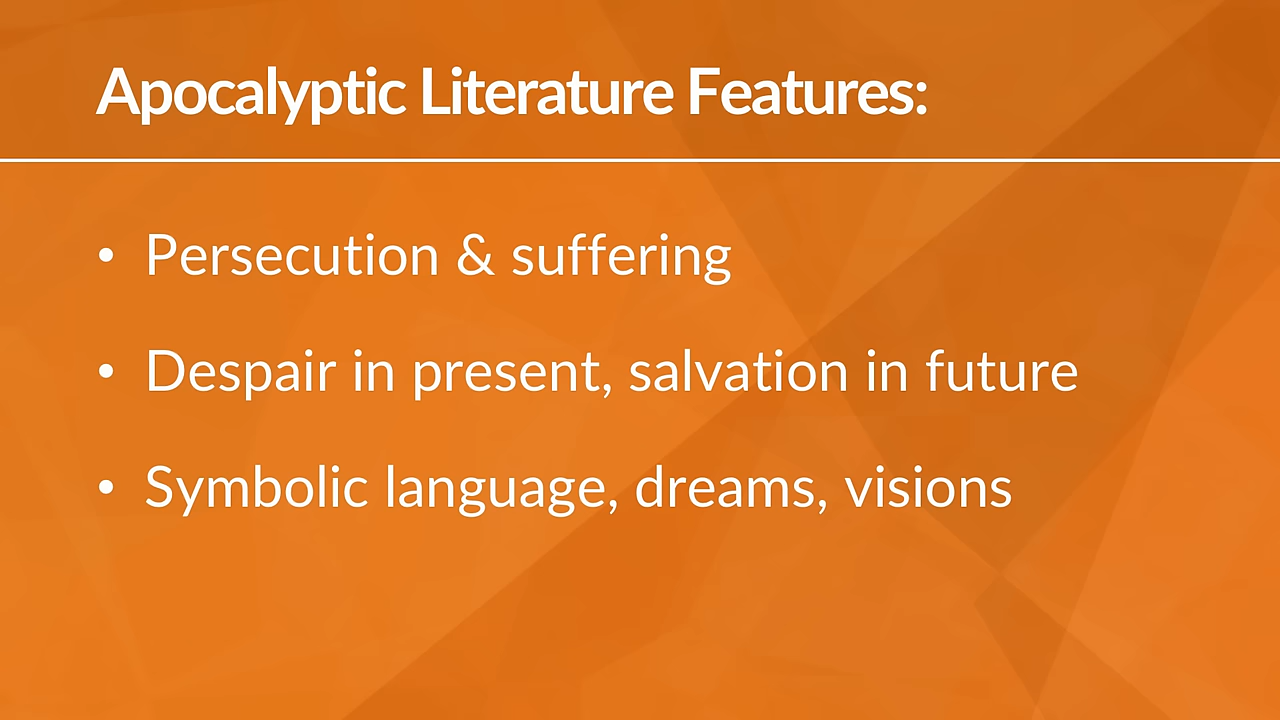 Apocalyptic Literature Features:
• Persecution & suffering
• Despair in present, salvation in future
• Symbolic language, dreams, visions